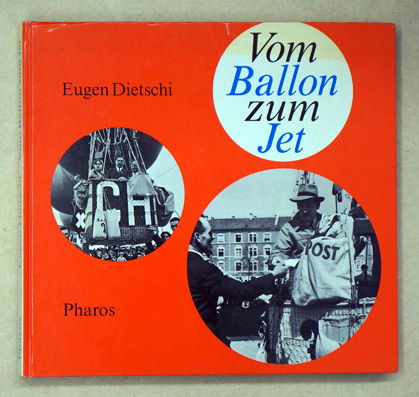 Eugen Dietschi
Vom
Ballon
zum
Jet
CH
POST
Pharos